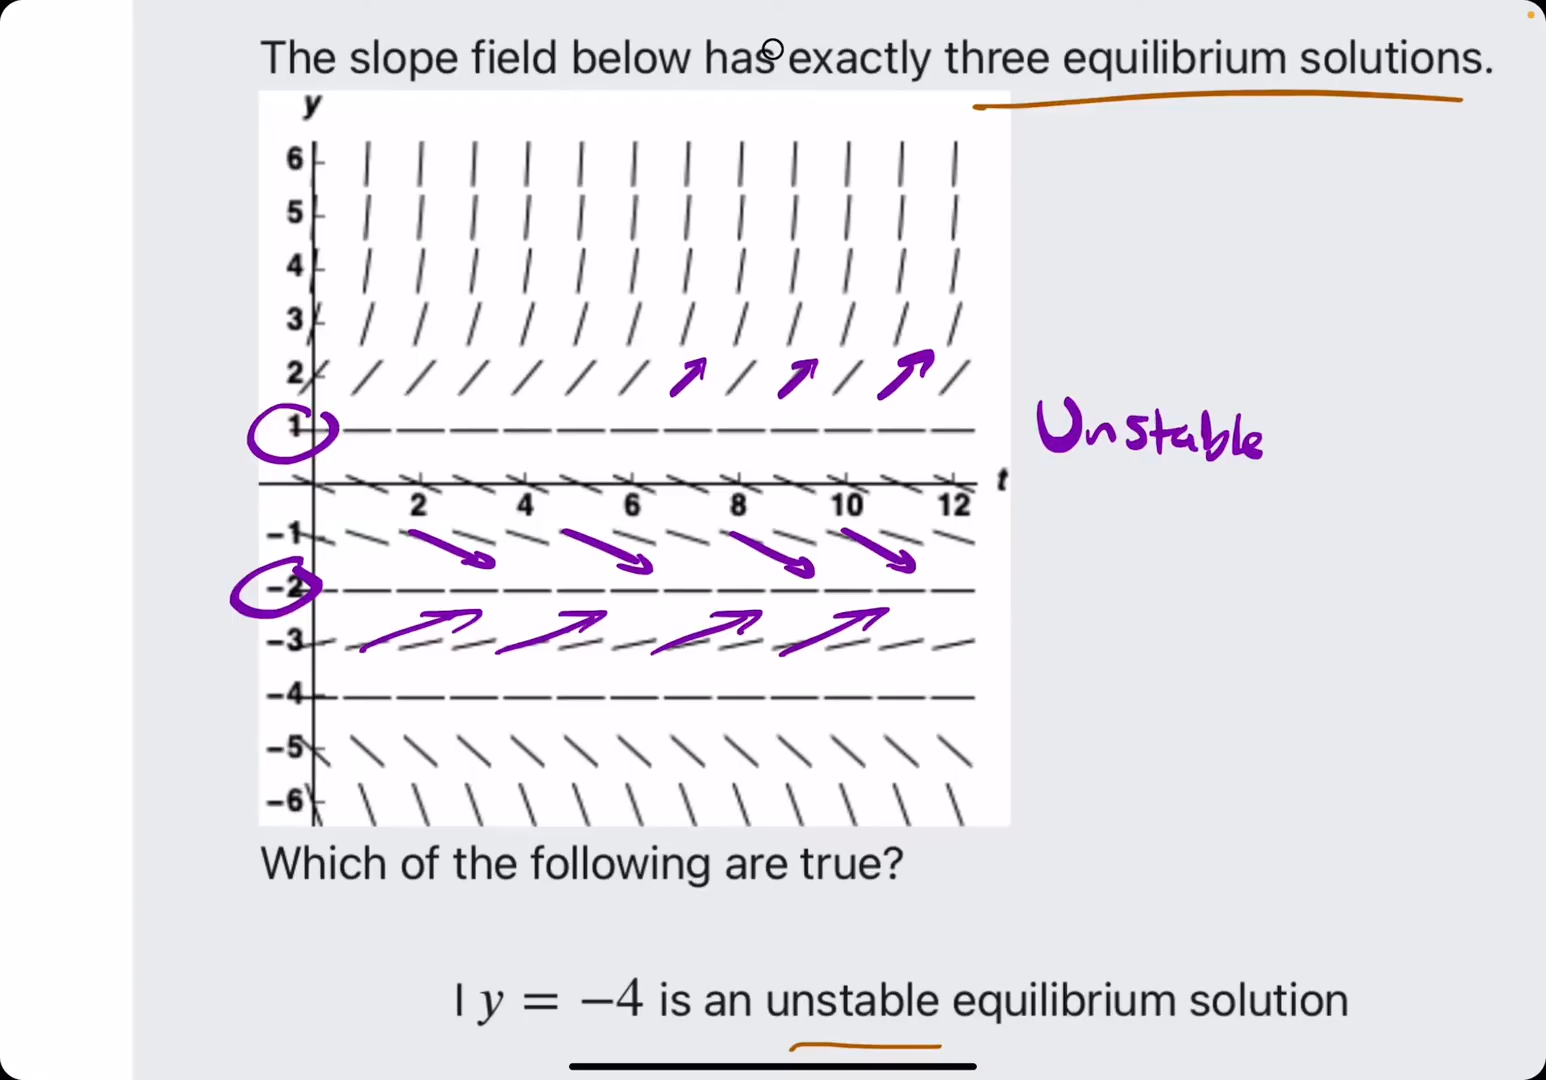 The slope field below has exactly three equilibrium solutions.
y
6
5
4
3
2
1
Unstable
t
2 4 6 8 10 12
−1
−2
−3
−4
−5
−6
Which of the following are true?
I y = −4 is an unstable equilibrium solution